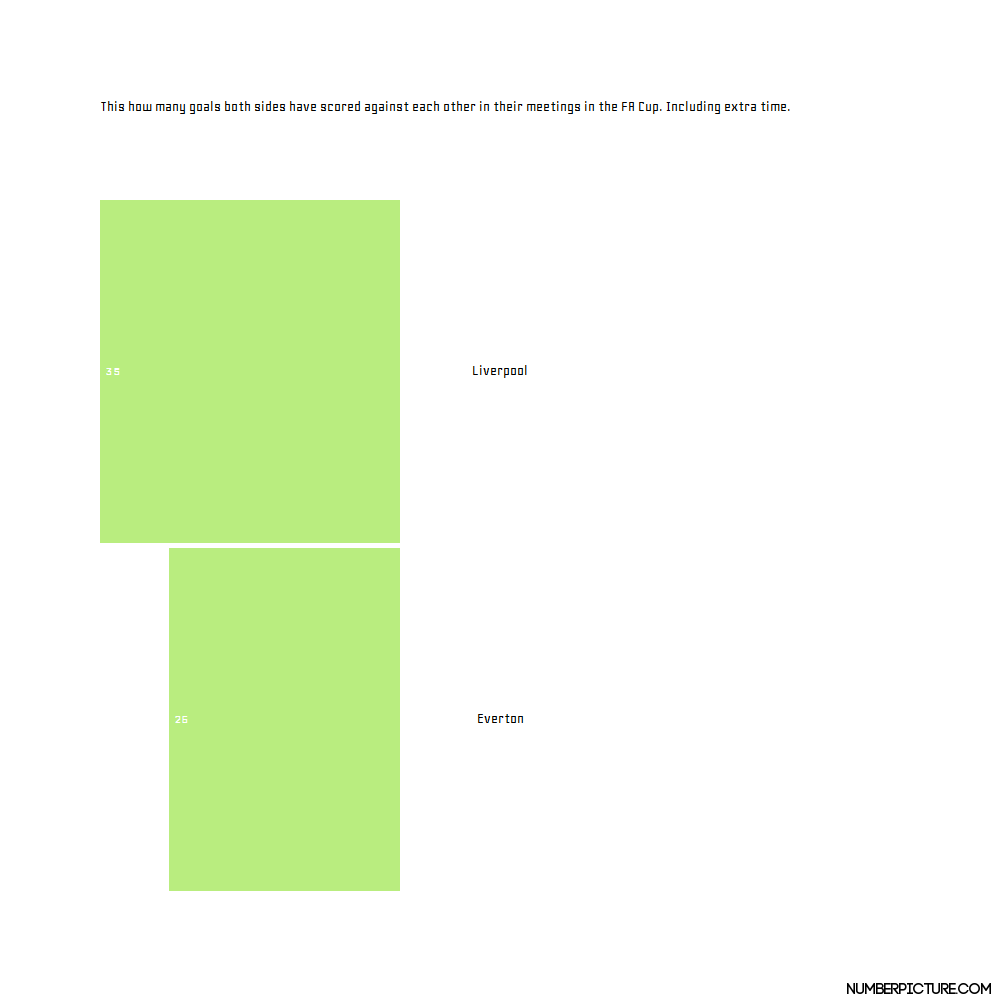 This how many goals both sides have scored against each other in their meetings in the FA Cup. Including extra time.
35
Liverpool
26
Everton
NUMBERPICTURE.COM